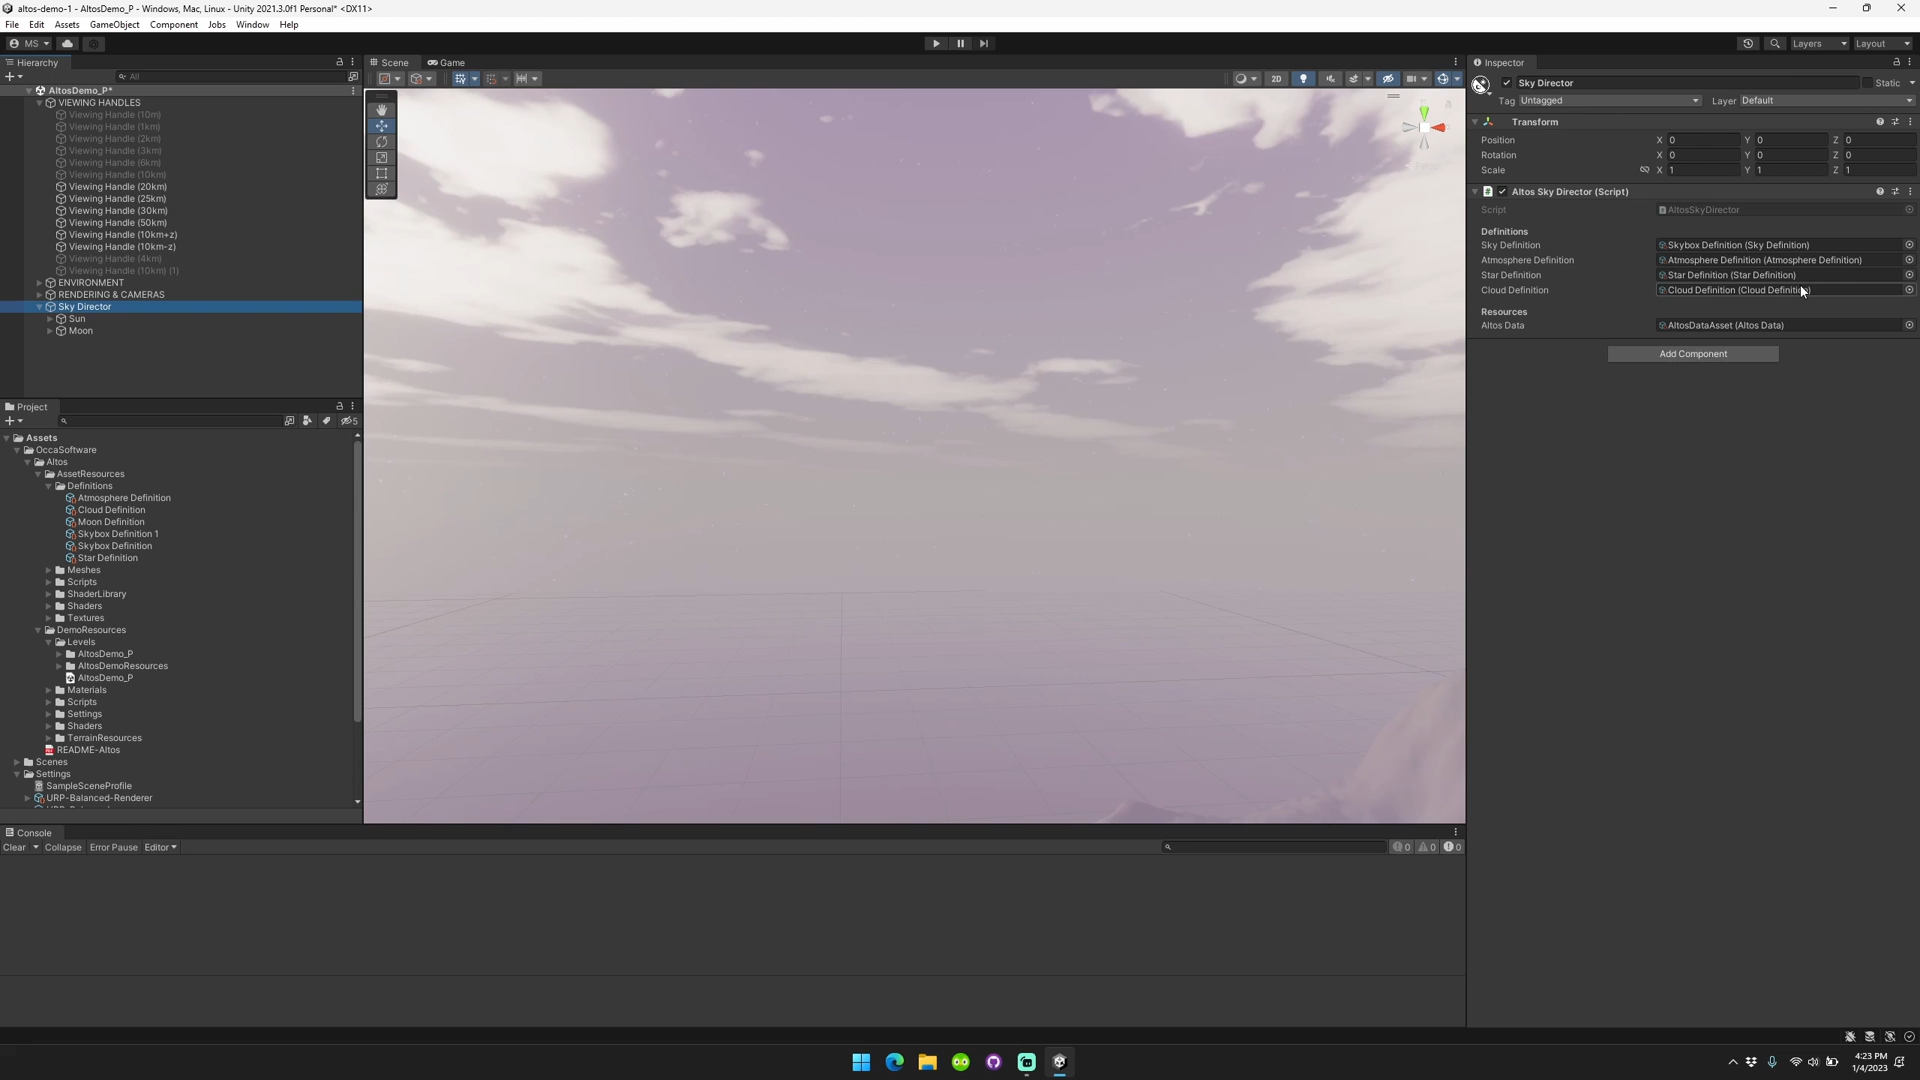 altos-demo-1 - AltosDemo_P - Windows, Mac, Linux - Unity 2021.3.0f1 Personal* <DX11>
File Edit Assets GameObject Component Jobs Window Help
MS Layers Layout
Hierarchy
All
AltosDemo_P*
VIEWING HANDLES
Viewing Handle (10m)
Viewing Handle (1km)
Viewing Handle (2km)
Viewing Handle (3km)
Viewing Handle (6km)
Viewing Handle (10km)
Viewing Handle (20km)
Viewing Handle (25km)
Viewing Handle (30km)
Viewing Handle (50km)
Viewing Handle (10km+z)
Viewing Handle (10km-z)
Viewing Handle (4km)
Viewing Handle (10km) (1)
ENVIRONMENT
RENDERING & CAMERAS
Sky Director
Sun
Moon
Project
5
Assets
OccaSoftware
Altos
AssetResources
Definitions
Atmosphere Definition
Cloud Definition
Moon Definition
Skybox Definition 1
Skybox Definition
Star Definition
Meshes
Scripts
ShaderLibrary
Shaders
Textures
DemoResources
Levels
AltosDemo_P
AltosDemoResources
AltosDemo_P
Materials
Scripts
Settings
Shaders
TerrainResources
README-Altos
Scenes
Settings
SampleSceneProfile
URP-Balanced-Renderer
Scene Game
2D
Console
Clear Collapse Error Pause Editor
0 0 0
Inspector
Sky Director Static
Tag Untagged Layer Default
Transform
Position X 0 Y 0 Z 0
Rotation X 0 Y 0 Z 0
Scale X 1 Y 1 Z 1
Altos Sky Director (Script)
Script AltosSkyDirector
Definitions
Sky Definition Skybox Definition (Sky Definition)
Atmosphere Definition Atmosphere Definition (Atmosphere Definition)
Star Definition Star Definition (Star Definition)
Cloud Definition Cloud Definition (Cloud Definition)
Resources
Altos Data AltosDataAsset (Altos Data)
Add Component
4:23 PM
1/4/2023